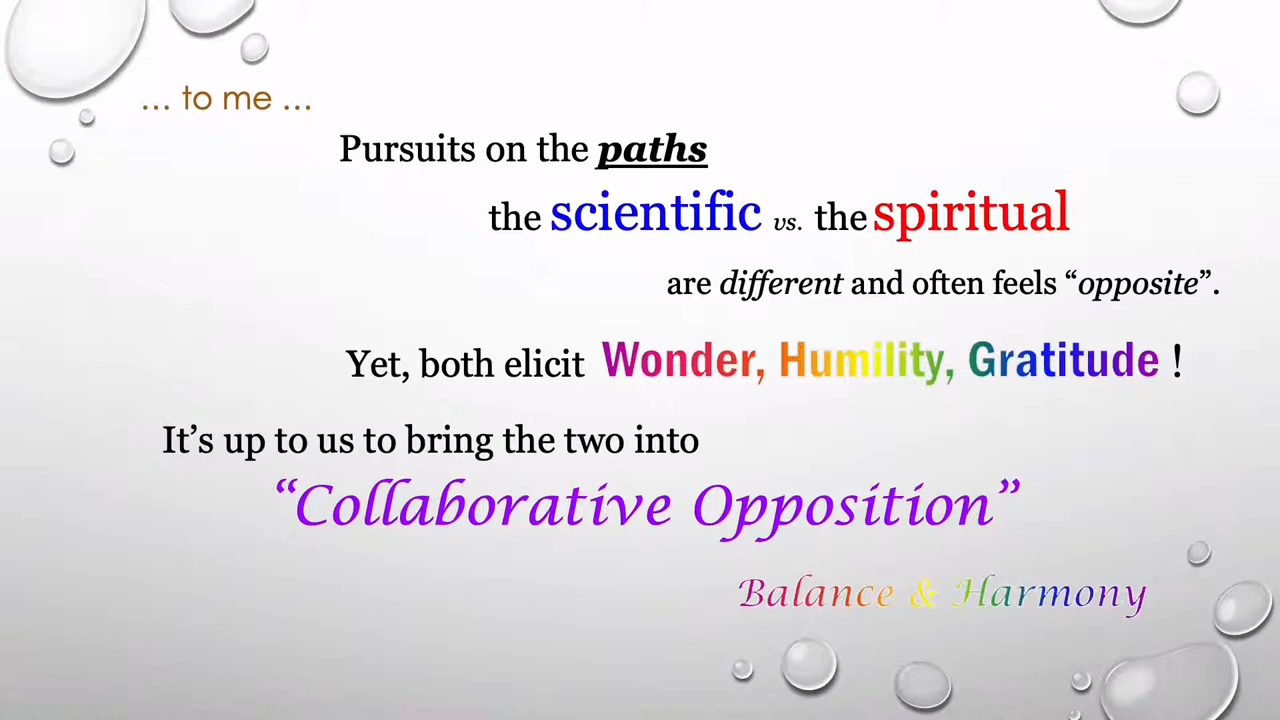 … to me …
Pursuits on the paths
the scientific vs. the spiritual
are different and often feels “opposite”.
Yet, both elicit Wonder, Humility, Gratitude !
It’s up to us to bring the two into
“Collaborative Opposition”
Balance & Harmony